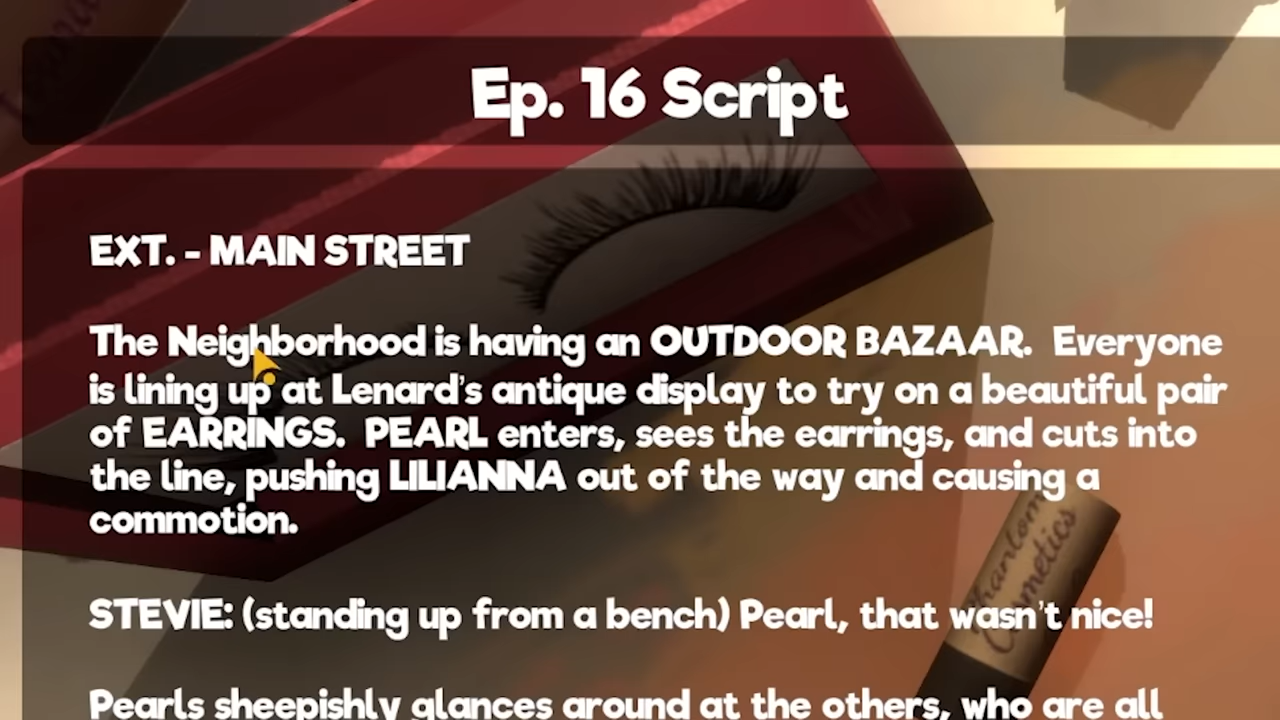 Ep. 16 Script
EXT. - MAIN STREET
The Neighborhood is having an OUTDOOR BAZAAR. Everyone
is lining up at Lenard's antique display to try on a beautiful pair
of EARRINGS. PEARL enters, sees the earrings, and cuts into
the line, pushing LILIANNA out of the way and causing a
commotion.
STEVIE: (standing up from a bench) Pearl, that wasn't nice!
Pearls sheepishly glances around at the others, who are all
Phantom
Cosmetics